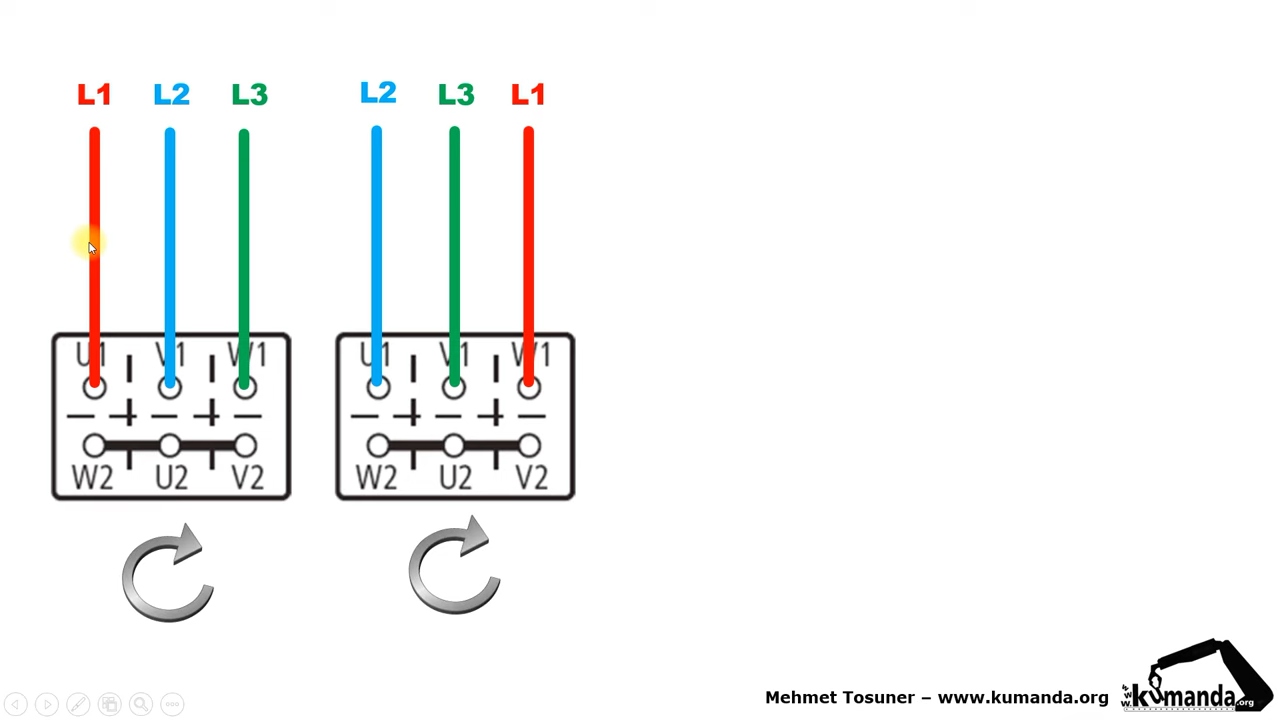 L1 L2 L3 L2 L3 L1
U1 V1 W1 U1 V1 W1
W2 U2 V2 W2 U2 V2
Mehmet Tosuner – www.kumanda.org
www.kumanda.org